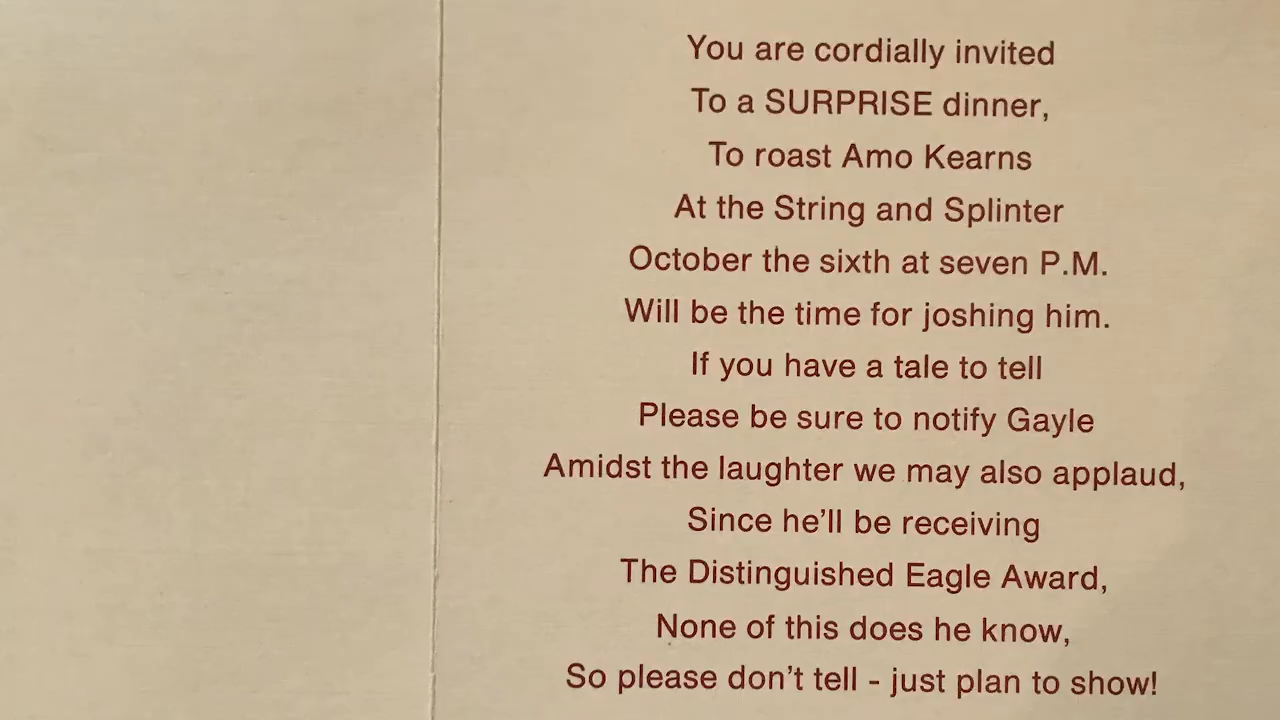 You are cordially invited
To a SURPRISE dinner,
To roast Amo Kearns
At the String and Splinter
October the sixth at seven P.M.
Will be the time for joshing him.
If you have a tale to tell
Please be sure to notify Gayle
Amidst the laughter we may also applaud,
Since he'll be receiving
The Distinguished Eagle Award,
None of this does he know,
So please don't tell - just plan to show!